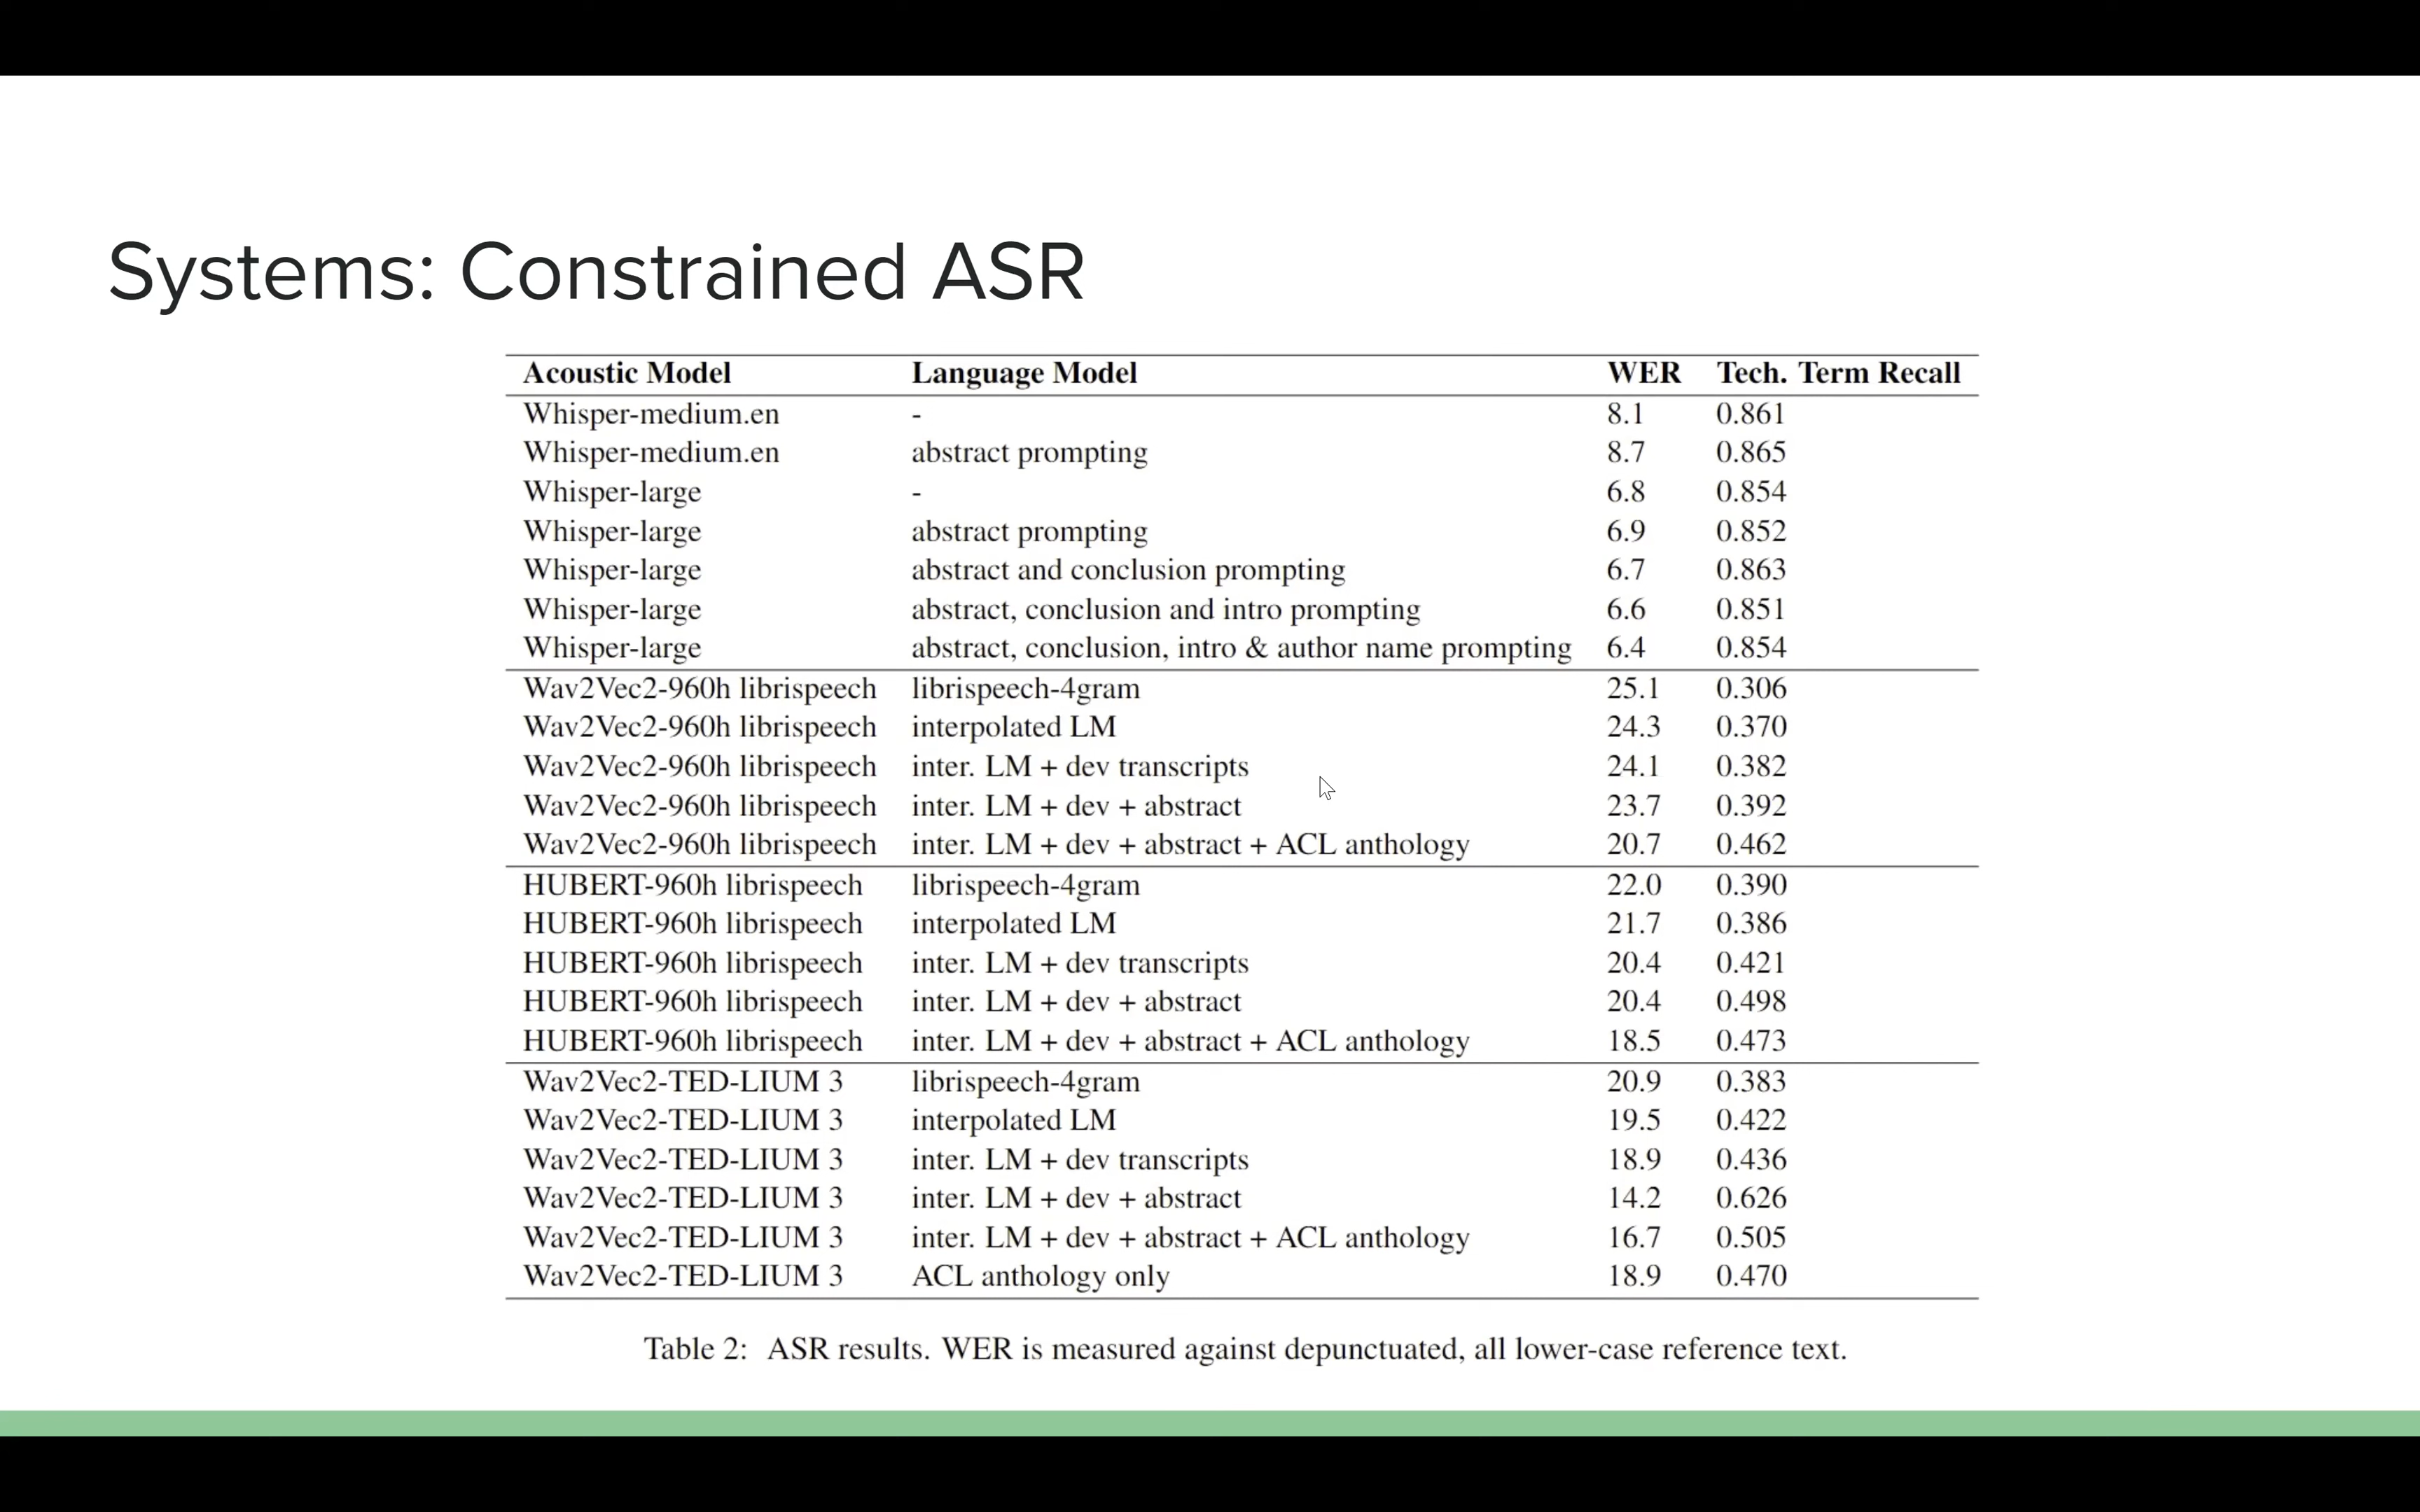 Systems: Constrained ASR
Acoustic Model Language Model WER Tech. Term Recall
Whisper-medium.en - 8.1 0.861
Whisper-medium.en abstract prompting 8.7 0.865
Whisper-large - 6.8 0.854
Whisper-large abstract prompting 6.9 0.852
Whisper-large abstract and conclusion prompting 6.7 0.863
Whisper-large abstract, conclusion and intro prompting 6.6 0.851
Whisper-large abstract, conclusion, intro & author name prompting 6.4 0.854
Wav2Vec2-960h librispeech librispeech-4gram 25.1 0.306
Wav2Vec2-960h librispeech interpolated LM 24.3 0.370
Wav2Vec2-960h librispeech inter. LM + dev transcripts 24.1 0.382
Wav2Vec2-960h librispeech inter. LM + dev + abstract 23.7 0.392
Wav2Vec2-960h librispeech inter. LM + dev + abstract + ACL anthology 20.7 0.462
HUBERT-960h librispeech librispeech-4gram 22.0 0.390
HUBERT-960h librispeech interpolated LM 21.7 0.386
HUBERT-960h librispeech inter. LM + dev transcripts 20.4 0.421
HUBERT-960h librispeech inter. LM + dev + abstract 20.4 0.498
HUBERT-960h librispeech inter. LM + dev + abstract + ACL anthology 18.5 0.473
Wav2Vec2-TED-LIUM 3 librispeech-4gram 20.9 0.383
Wav2Vec2-TED-LIUM 3 interpolated LM 19.5 0.422
Wav2Vec2-TED-LIUM 3 inter. LM + dev transcripts 18.9 0.436
Wav2Vec2-TED-LIUM 3 inter. LM + dev + abstract 14.2 0.626
Wav2Vec2-TED-LIUM 3 inter. LM + dev + abstract + ACL anthology 16.7 0.505
Wav2Vec2-TED-LIUM 3 ACL anthology only 18.9 0.470
Table 2: ASR results. WER is measured against depunctuated, all lower-case reference text.